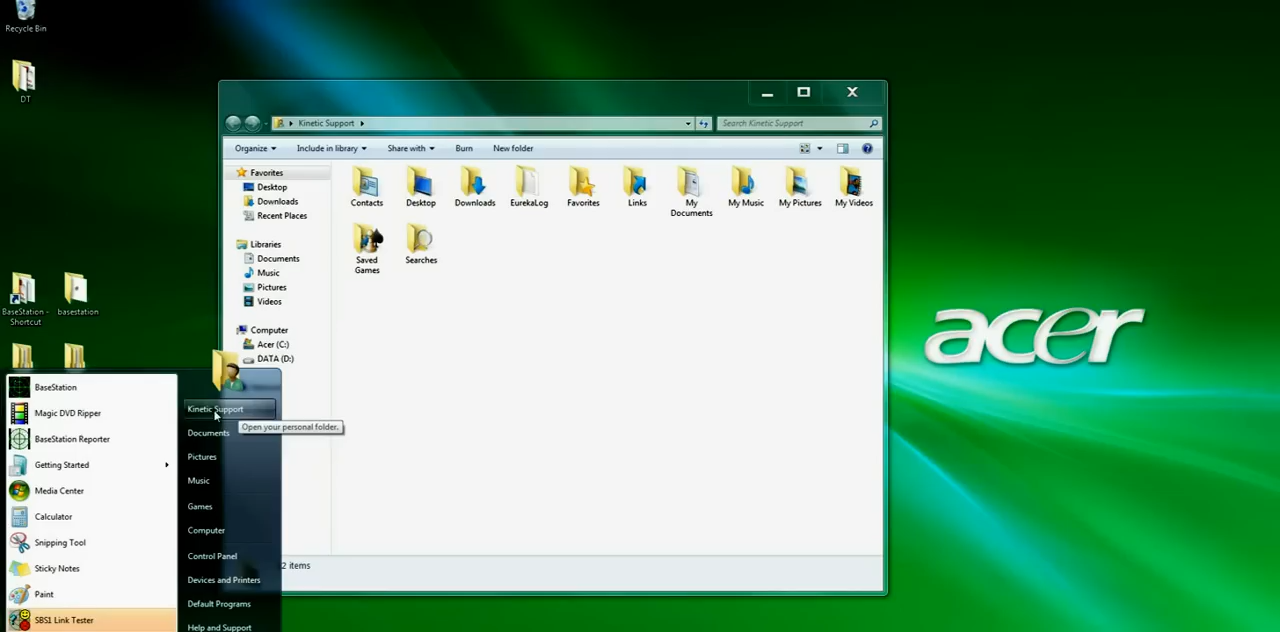 Recycle Bin
DT
BaseStation -
Shortcut
basestation
Kinetic Support
Search Kinetic Support
Organize
Include in library
Share with
Burn
New folder
Favorites
Desktop
Downloads
Recent Places
Libraries
Documents
Music
Pictures
Videos
Computer
Acer (C:)
DATA (D:)
Contacts
Desktop
Downloads
EurekaLog
Favorites
Links
My
Documents
My Music
My Pictures
My Videos
Saved
Games
Searches
2 items
acer
BaseStation
Magic DVD Ripper
BaseStation Reporter
Getting Started
Media Center
Calculator
Snipping Tool
Sticky Notes
Paint
SBS1 Link Tester
Kinetic Support
Open your personal folder.
Documents
Pictures
Music
Games
Computer
Control Panel
Devices and Printers
Default Programs
Help and Support